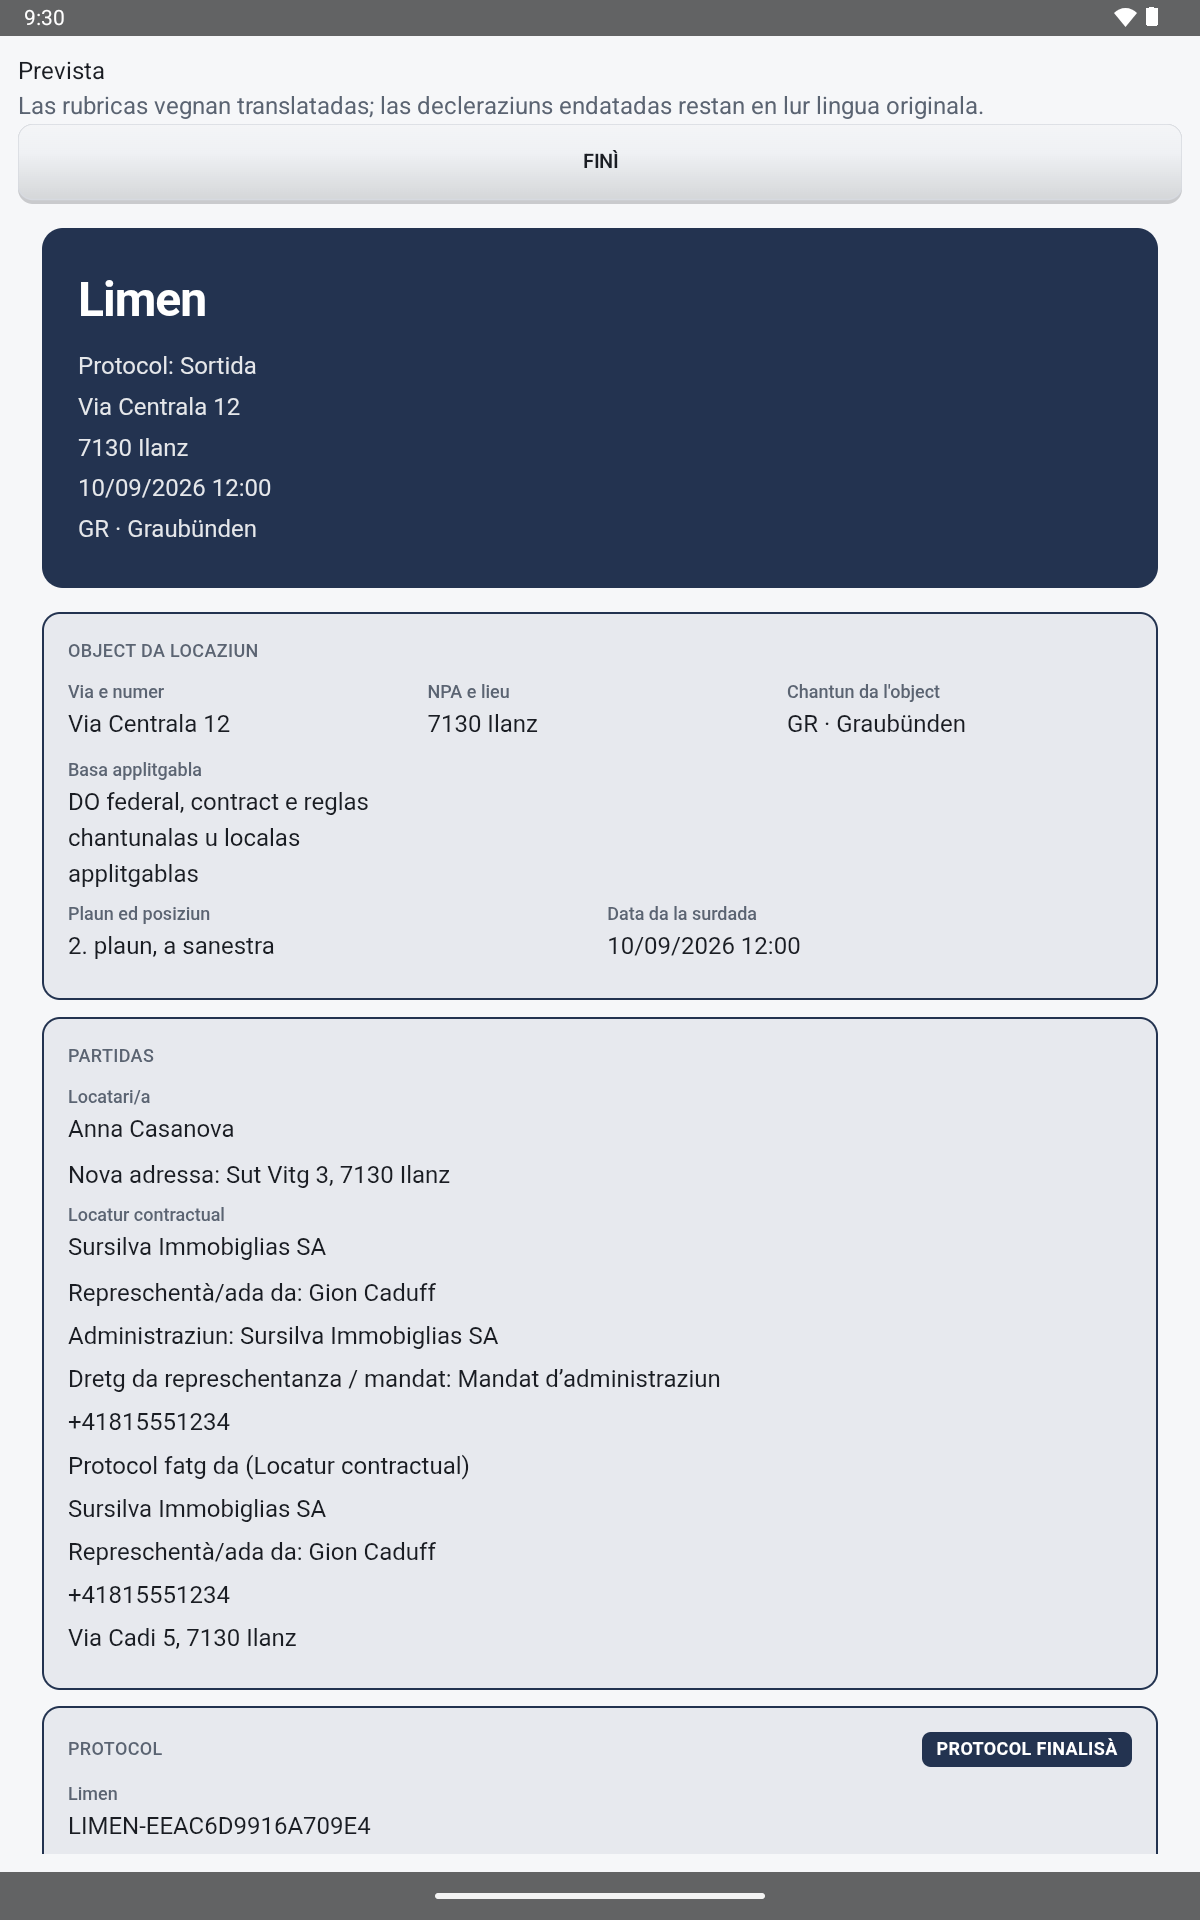 9:30
Prevista
Las rubricas vegnan translatadas; las decleraziuns endatadas restan en lur lingua originala.
FINÌ
Limen
Protocol: Sortida
Via Centrala 12
7130 Ilanz
10/09/2026 12:00
GR · Graubünden
OBJECT DA LOCAZIUN
Via e numer
Via Centrala 12
NPA e lieu
7130 Ilanz
Chantun da l'object
GR · Graubünden
Basa applitgabla
DO federal, contract e reglas
chantunalas u localas
applitgablas
Plaun ed posiziun
2. plaun, a sanestra
Data da la surdada
10/09/2026 12:00
PARTIDAS
Locatari/a
Anna Casanova
Nova adressa: Sut Vitg 3, 7130 Ilanz
Locatur contractual
Sursilva Immobiglias SA
Represchentà/ada da: Gion Caduff
Administraziun: Sursilva Immobiglias SA
Dretg da represchentanza / mandat: Mandat d’administraziun
+41815551234
Protocol fatg da (Locatur contractual)
Sursilva Immobiglias SA
Represchentà/ada da: Gion Caduff
+41815551234
Via Cadi 5, 7130 Ilanz
PROTOCOL
PROTOCOL FINALISÀ
Limen
LIMEN-EEAC6D9916A709E4